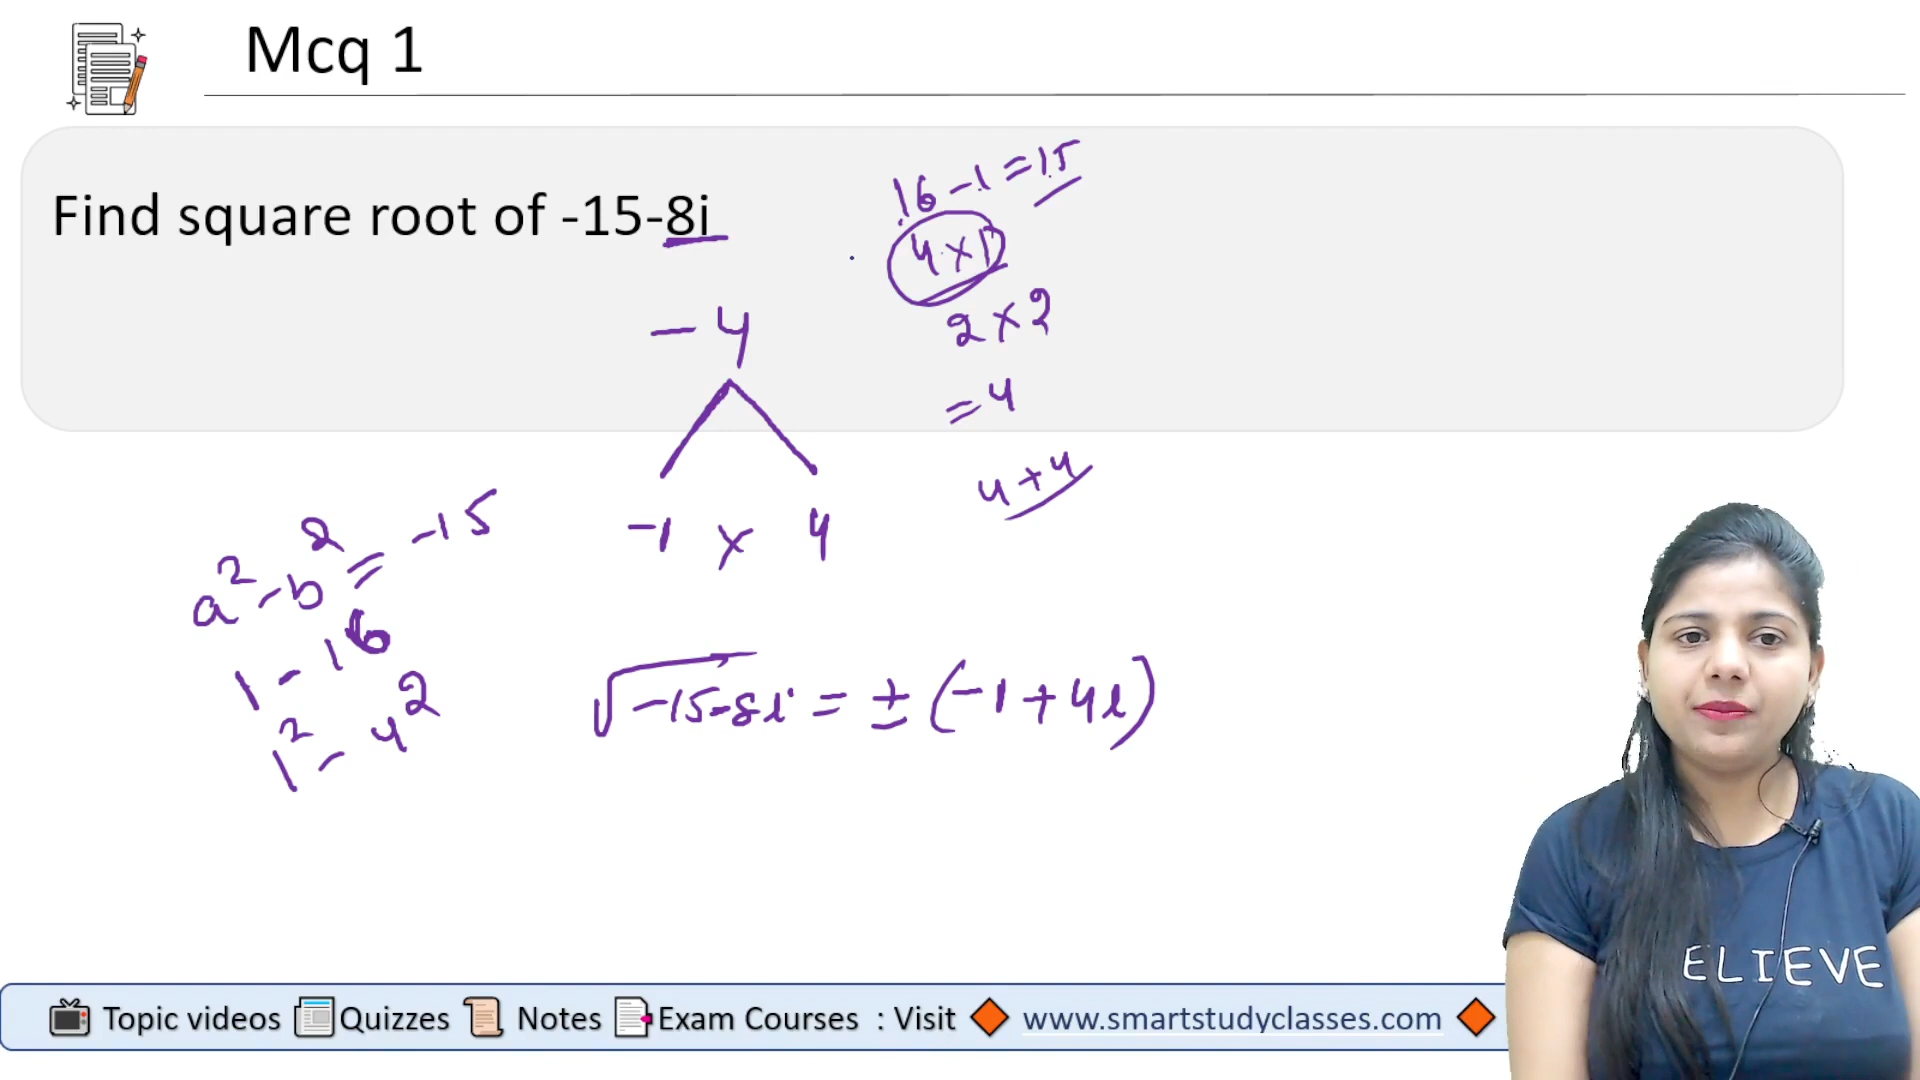 Mcq 1
Find square root of -15-8i
16-1=15
4×1
2×2
=4
4+4
-4
-1 × 4
a²-b²=-15
1-16
1²-4²
√-15-8i = ± (-1+4i)
ELIEVE
Topic videos Quizzes Notes Exam Courses : Visit www.smartstudyclasses.com